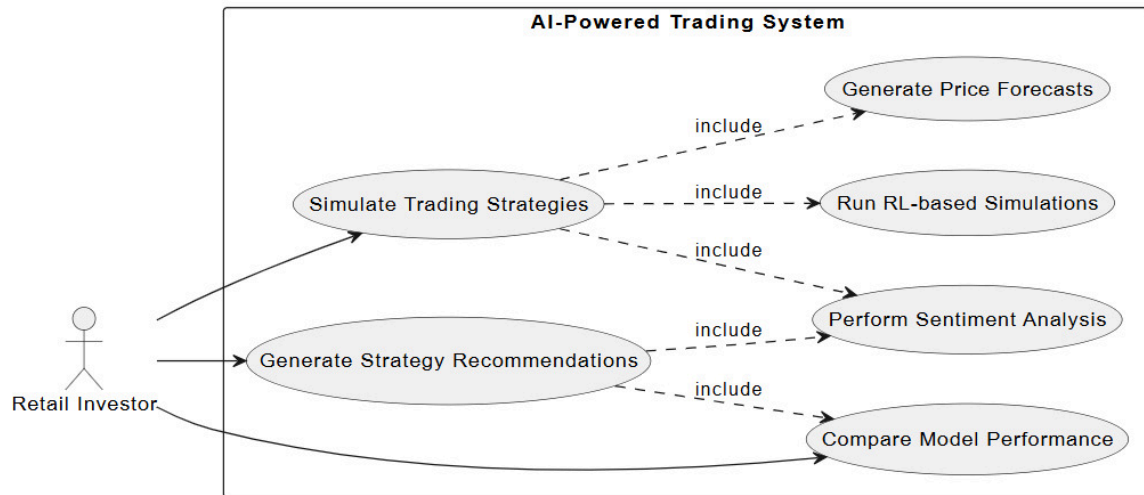 AI-Powered Trading System
Generate Price Forecasts
include
Simulate Trading Strategies
include
Run RL-based Simulations
include
Perform Sentiment Analysis
include
Generate Strategy Recommendations
include
Retail Investor
Compare Model Performance